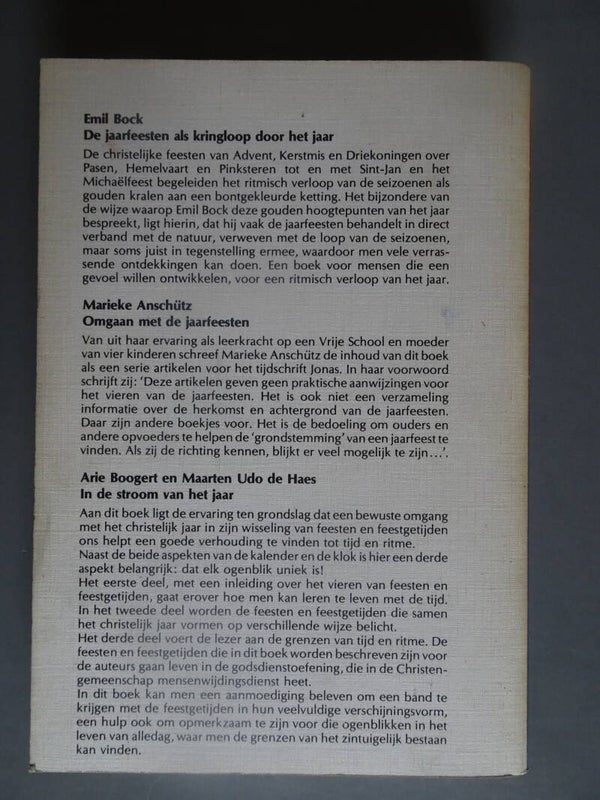 Emil Bock
De jaarfeesten als kringloop door het jaar
De christelijke feesten van Advent, Kerstmis en Driekoningen over
Pasen, Hemelvaart en Pinksteren tot en met Sint-Jan en het
Michaëlfeest begeleiden het ritmisch verloop van de seizoenen als
gouden kralen aan een bontgekleurde ketting. Het bijzondere van
de wijze waarop Emil Bock deze gouden hoogtepunten van het jaar
bespreekt, ligt hierin, dat hij vaak de jaarfeesten behandelt in direct
verband met de natuur, verweven met de loop van de seizoenen,
maar soms juist in tegenstelling ermee, waardoor men vele verras-
sende ontdekkingen kan doen. Een boek voor mensen die een
gevoel willen ontwikkelen, voor een ritmisch verloop van het jaar.
Marieke Anschütz
Omgaan met de jaarfeesten
Van uit haar ervaring als leerkracht op een Vrije School en moeder
van vier kinderen schreef Marieke Anschütz de inhoud van dit boek
als een serie artikelen voor het tijdschrift Jonas. In haar voorwoord
schrijft zij: 'Deze artikelen geven geen praktische aanwijzingen voor
het vieren van de jaarfeesten. Het is ook niet een verzameling
informatie over de herkomst en achtergrond van de jaarfeesten.
Daar zijn andere boekjes voor. Het is de bedoeling om ouders en
andere opvoeders te helpen de 'grondstemming' van een jaarfeest te
vinden. Als zij de richting kennen, blijkt er veel mogelijk te zijn...'.
Arie Boogert en Maarten Udo de Haes
In de stroom van het jaar
Aan dit boek ligt de ervaring ten grondslag dat een bewuste omgang
met het christelijk jaar in zijn wisseling van feesten en feestgetijden
ons helpt een goede verhouding te vinden tot tijd en ritme.
Naast de beide aspekten van de kalender en de klok is hier een derde
aspekt belangrijk: dat elk ogenblik uniek is!
Het eerste deel, met een inleiding over het vieren van feesten en
feestgetijden, gaat erover hoe men kan leren te leven met de tijd.
In het tweede deel worden de feesten en feestgetijden die samen
het christelijk jaar vormen op verschillende wijze belicht.
Het derde deel voert de lezer aan de grenzen van tijd en ritme. De
feesten en feestgetijden die in dit boek worden beschreven zijn voor
de auteurs gaan leven in de godsdienstoefening, die in de Christen-
gemeenschap mensenwijdingsdienst heet.
In dit boek kan men een aanmoediging beleven om een band te
krijgen met de feestgetijden in hun veelvuldige verschijningsvorm,
een hulp ook om opmerkzaam te zijn voor die ogenblikken in het
leven van alledag, waar men de grenzen van het zintuigelijk bestaan
kan vinden.